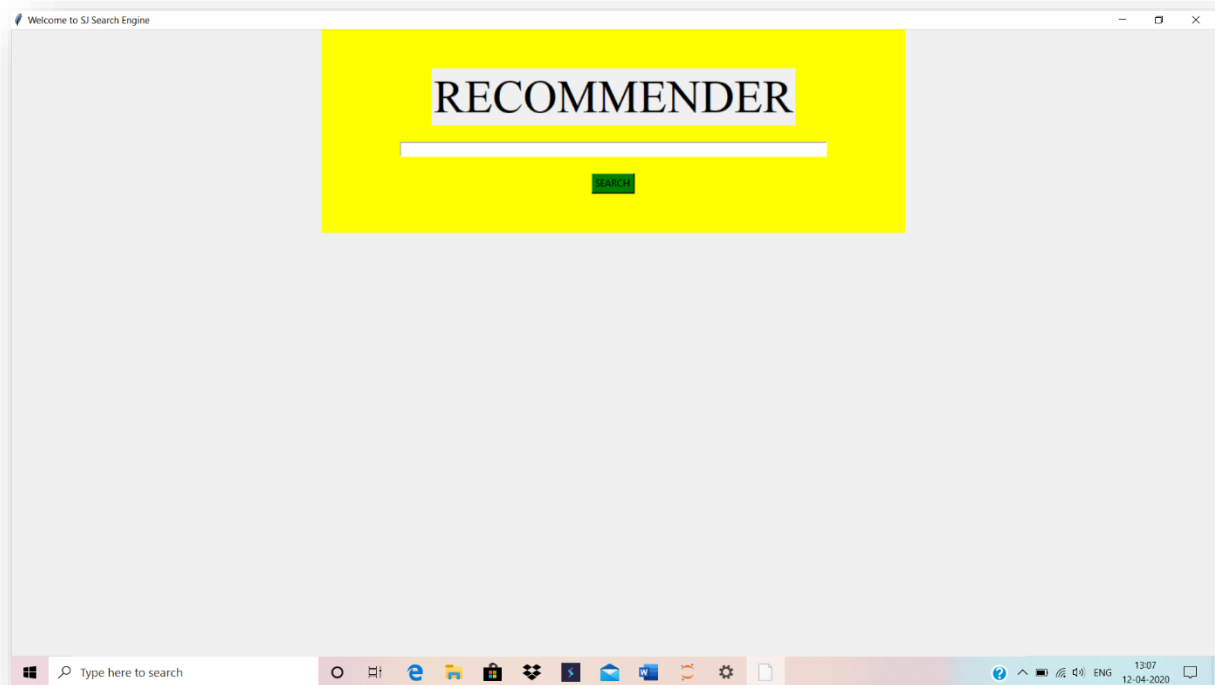 Welcome to SJ Search Engine
RECOMMENDER
SEARCH
Type here to search
ENG
13:07
12-04-2020